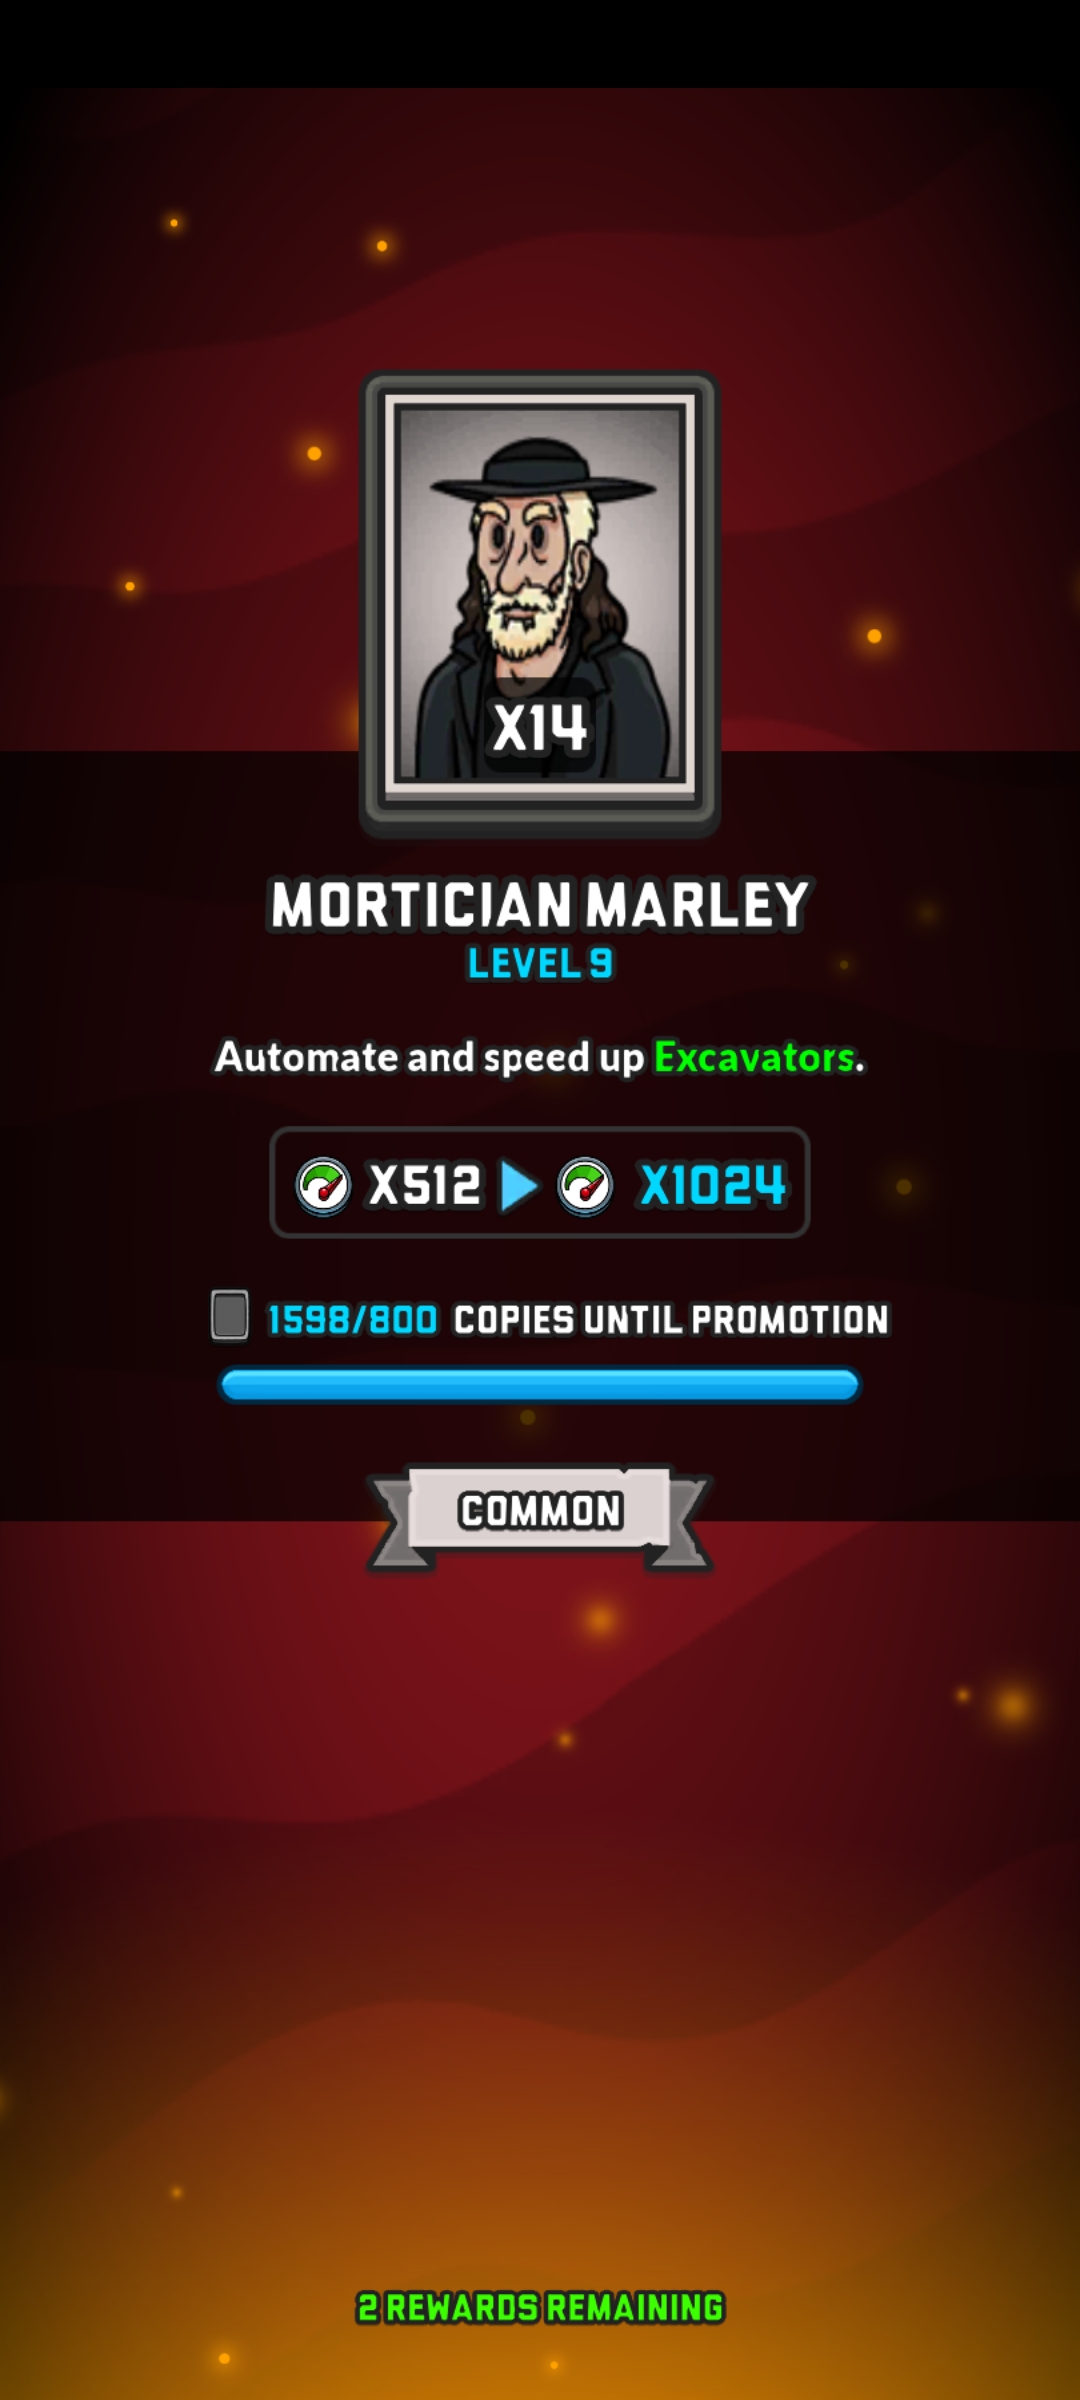 X14
MORTICIAN MARLEY
LEVEL 9
Automate and speed up Excavators.
X512 X1024
1598/800 COPIES UNTIL PROMOTION
COMMON
2 REWARDS REMAINING